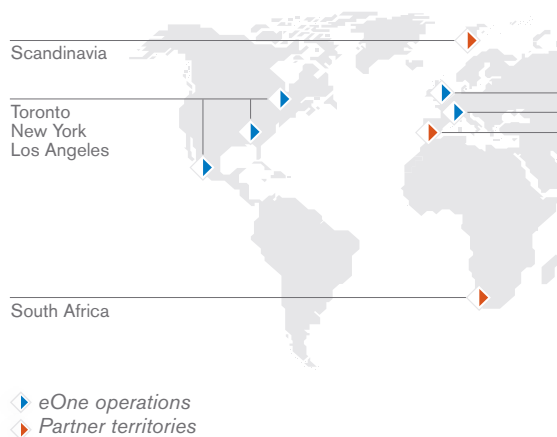 Scandinavia
Toronto
New York
Los Angeles
South Africa
eOne operations
Partner territories